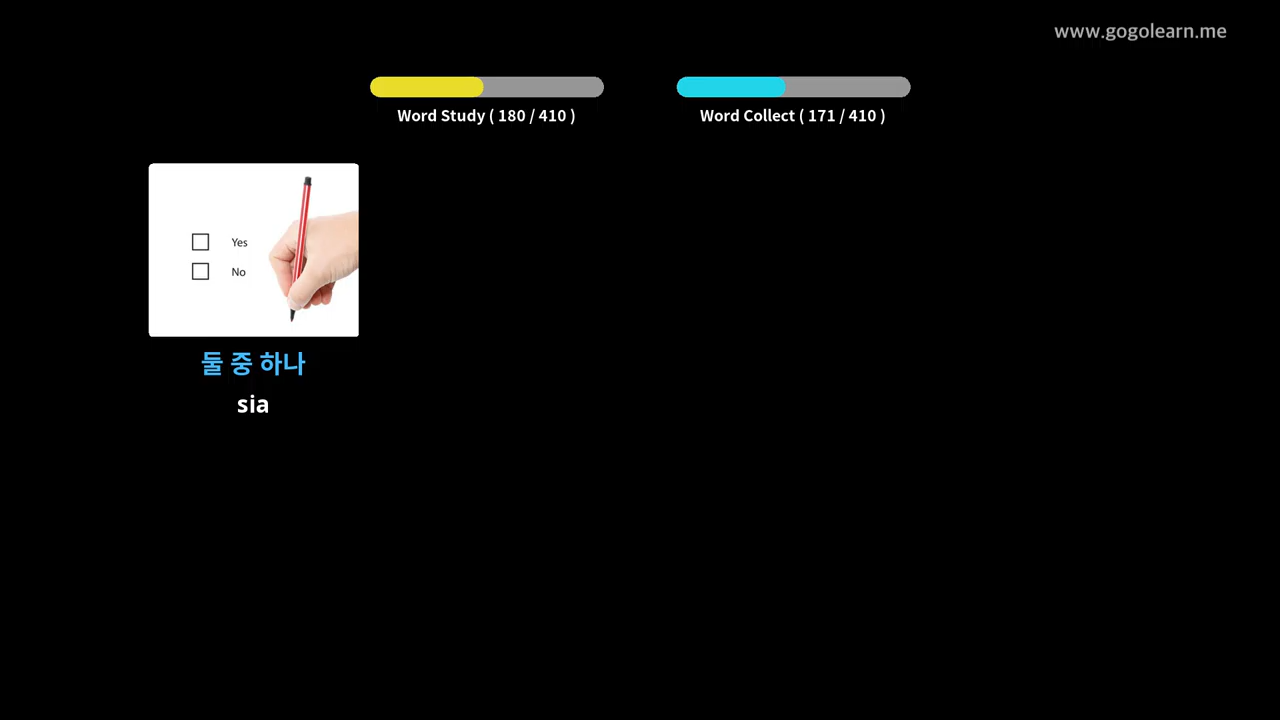 www.gogolearn.me
Word Study ( 180 / 410 )
Word Collect ( 171 / 410 )
Yes
No
둘 중 하나
sia